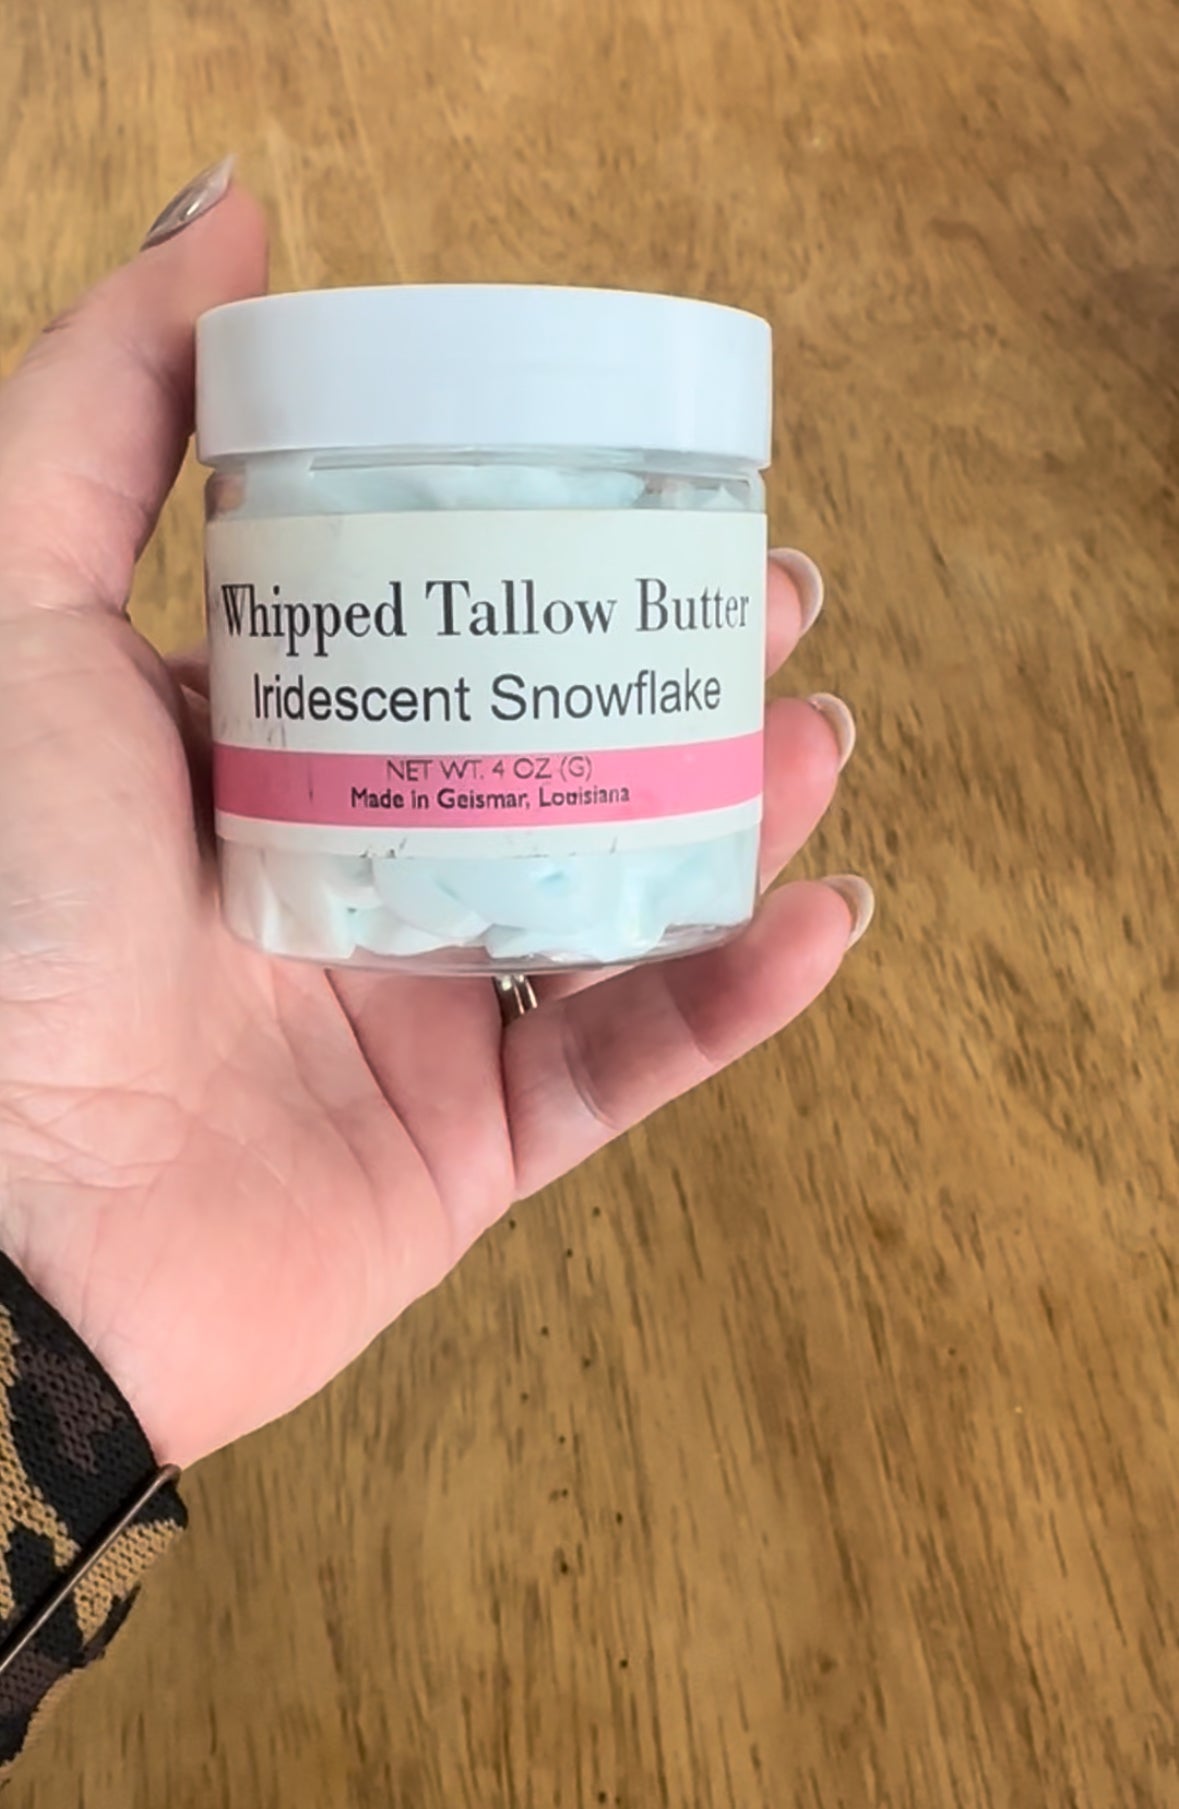 Whipped Tallow Butter
Iridescent Snowflake
NET WT. 4 OZ (G)
Made in Geismar, Louisiana